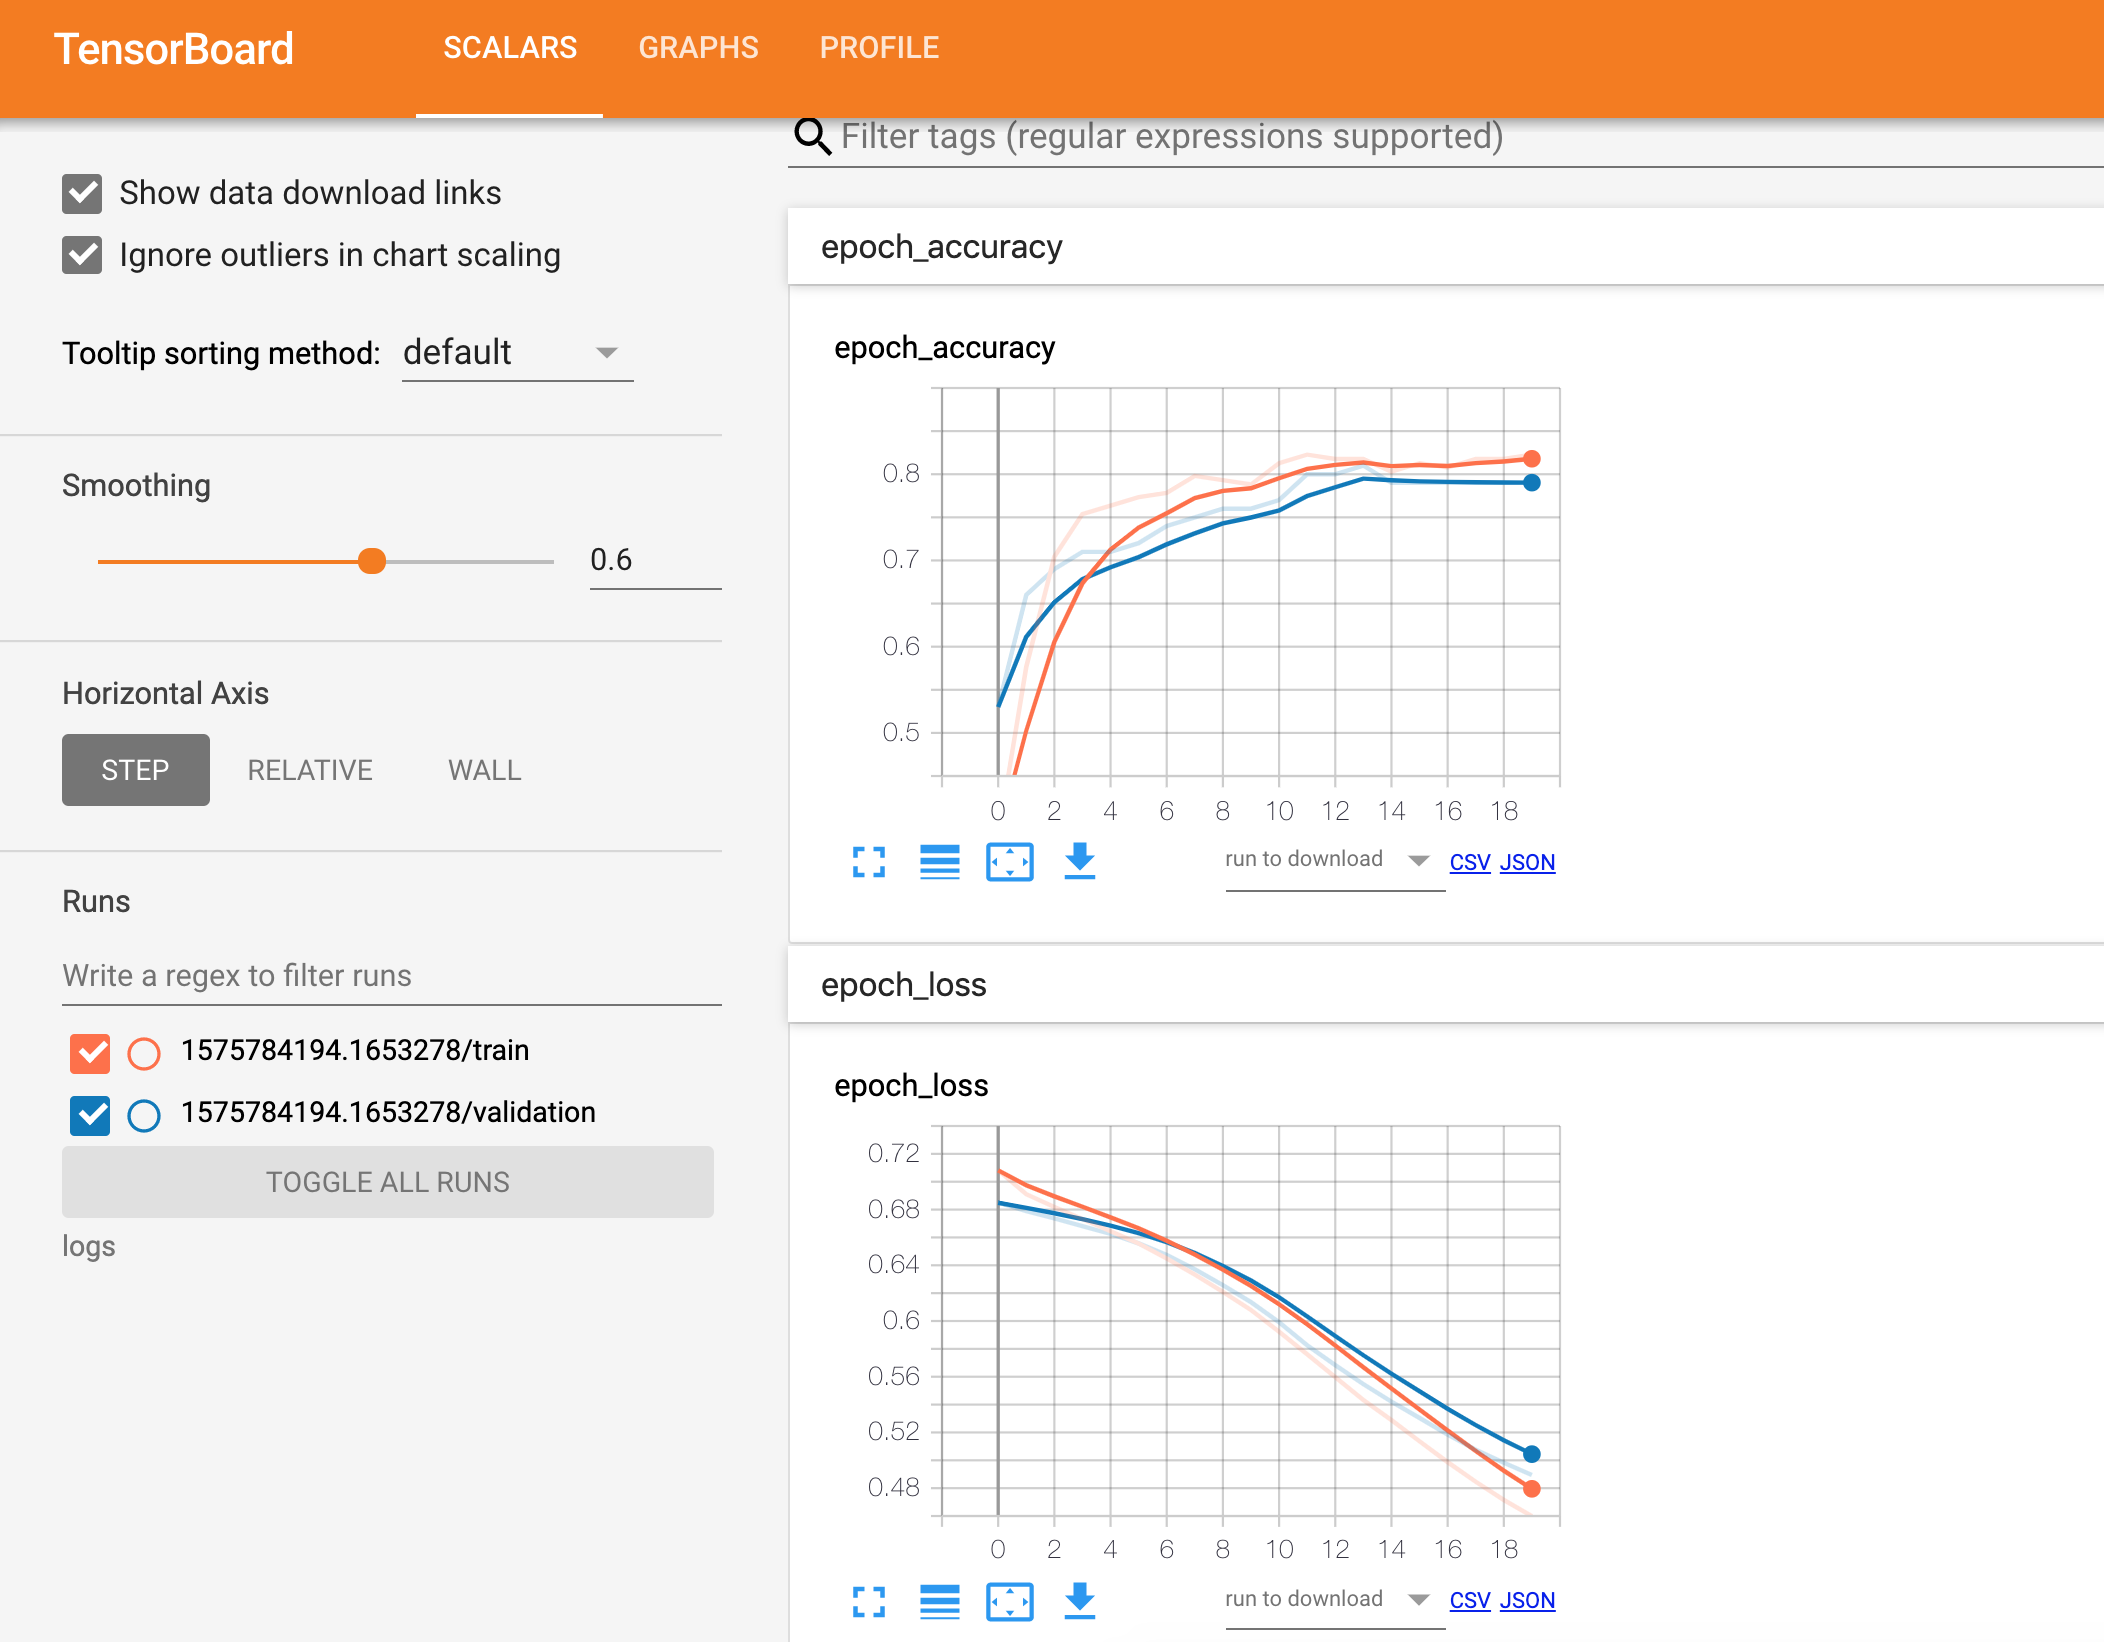 TensorBoard
SCALARS GRAPHS PROFILE
Show data download links
Ignore outliers in chart scaling
Tooltip sorting method: default
Smoothing
0.6
Horizontal Axis
STEP RELATIVE WALL
Runs
Write a regex to filter runs
1575784194.1653278/train
1575784194.1653278/validation
TOGGLE ALL RUNS
logs
Filter tags (regular expressions supported)
epoch_accuracy
epoch_accuracy
0.8
0.7
0.6
0.5
0 2 4 6 8 10 12 14 16 18
run to download CSV JSON
epoch_loss
epoch_loss
0.72
0.68
0.64
0.6
0.56
0.52
0.48
0 2 4 6 8 10 12 14 16 18
run to download CSV JSON